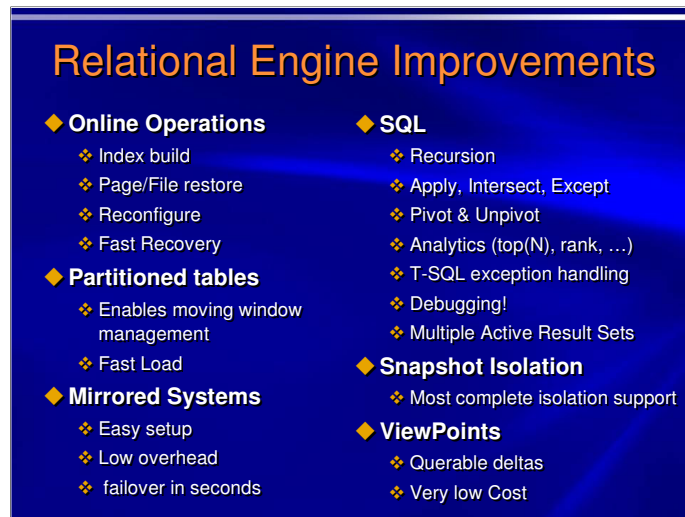 Relational Engine Improvements
Online Operations
Index build
Page/File restore
Reconfigure
Fast Recovery
Partitioned tables
Enables moving window
management
Fast Load
Mirrored Systems
Easy setup
Low overhead
failover in seconds
SQL
Recursion
Apply, Intersect, Except
Pivot & Unpivot
Analytics (top(N), rank, …)
T-SQL exception handling
Debugging!
Multiple Active Result Sets
Snapshot Isolation
Most complete isolation support
ViewPoints
Querable deltas
Very low Cost